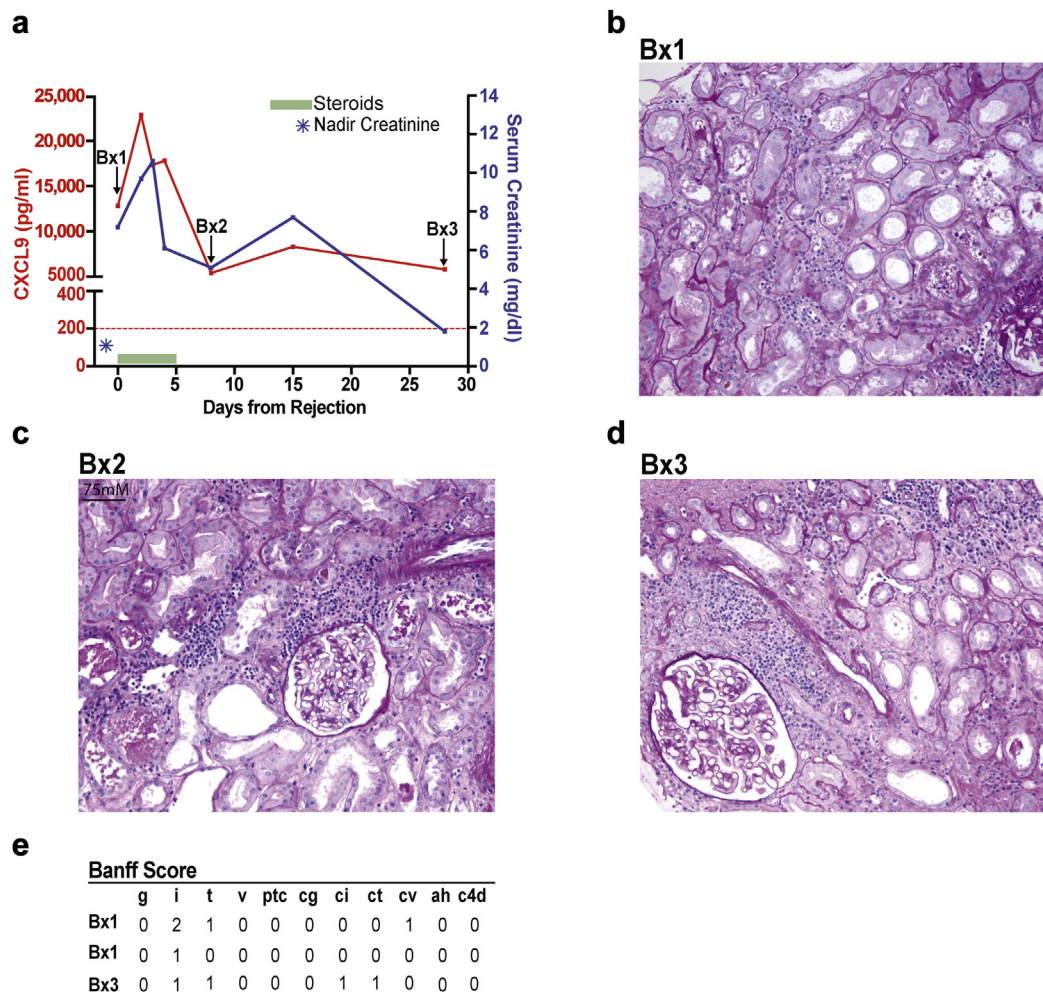 a
25,000
20,000
15,000
10,000
5000
400
200
0
CXCL9 (pg/ml)
14
12
10
8
6
4
2
0
Serum Creatinine (mg/dl)
Steroids
Nadir Creatinine
Bx1
Bx2
Bx3
0 5 10 15 20 25 30
Days from Rejection
b
Bx1
c
Bx2
75mM
d
Bx3
e
Banff Score
g i t v ptc cg ci ct cv ah c4d
Bx1 0 2 1 0 0 0 0 0 1 0 0
Bx1 0 1 0 0 0 0 0 0 0 0 0
Bx3 0 1 1 0 0 0 1 1 0 0 0